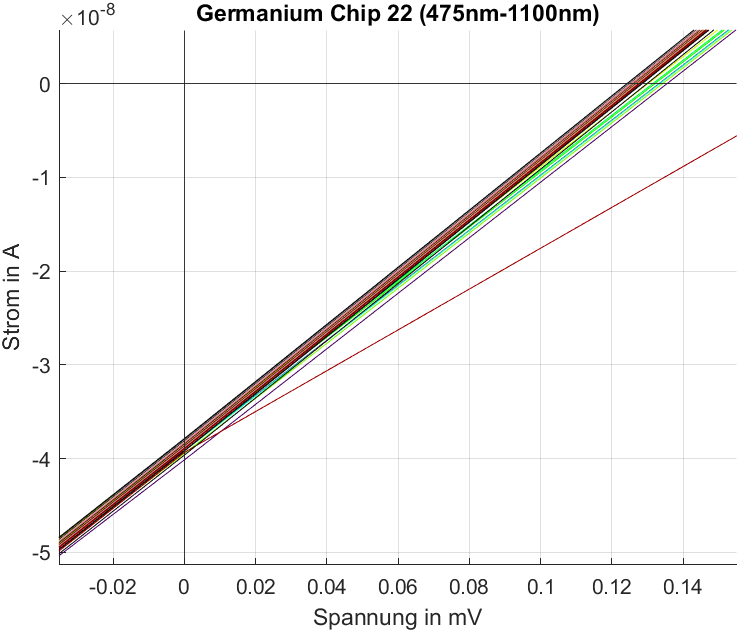 ×10⁻⁸
Germanium Chip 22 (475nm-1100nm)
0
-1
-2
-3
-4
-5
Strom in A
-0.02 0 0.02 0.04 0.06 0.08 0.1 0.12 0.14
Spannung in mV